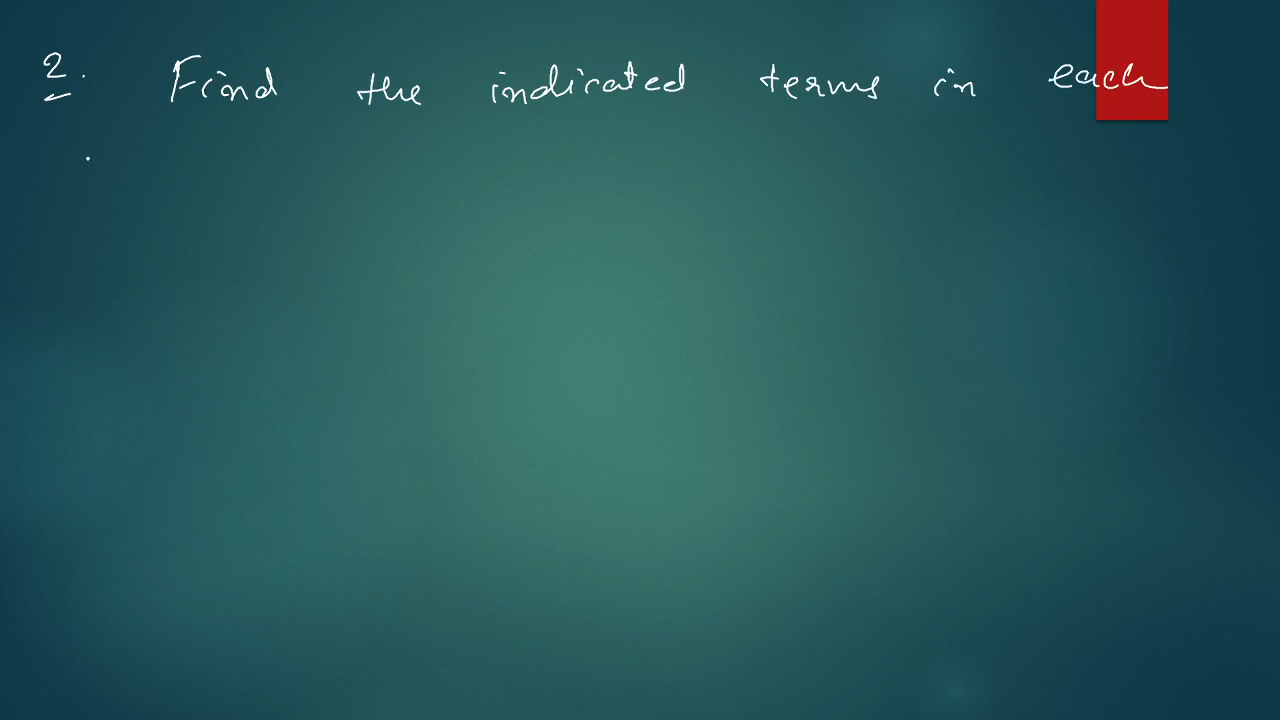 2. Find the indicated terms in each